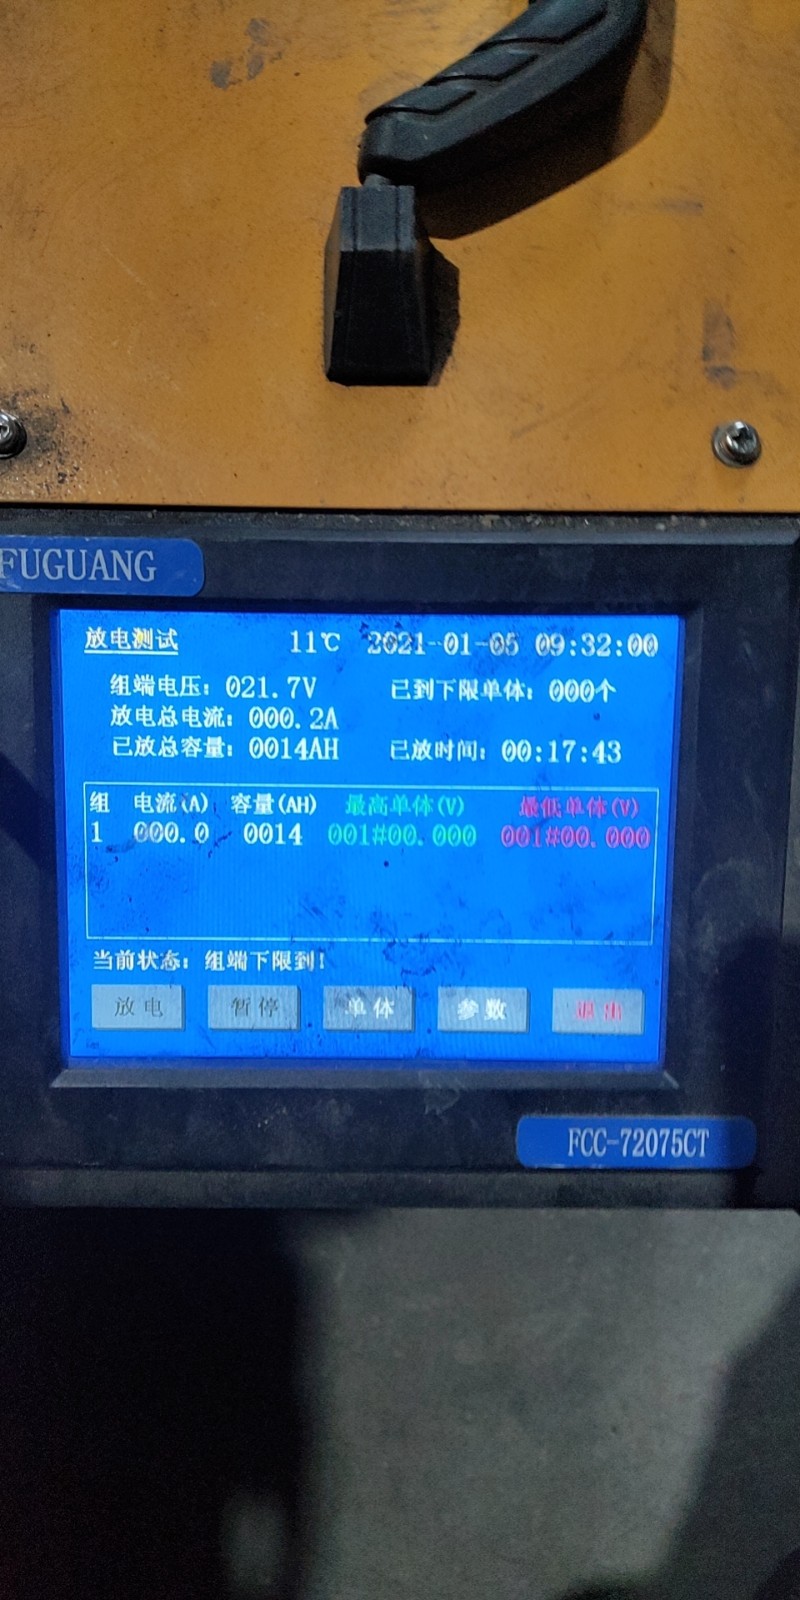 FUGUANG
放电测试 11℃ 2021-01-05 09:32:00
组端电压: 021.7V 已到下限单体: 000个
放电总电流: 000.2A
已放总容量: 0014AH 已放时间: 00:17:43
组 电流(A) 容量(AH) 最高单体(V) 最低单体(V)
1 000.0 0014 001#00.000 001#00.000
当前状态: 组端下限到!
放电 暂停 单体 参数 退出
FCC-72075CT